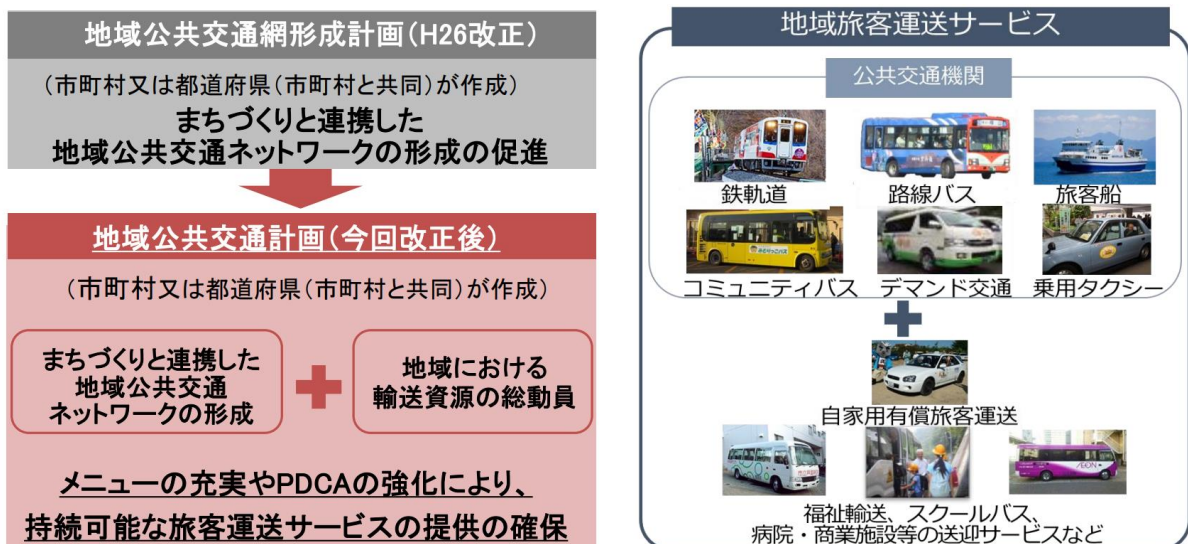 地域公共交通網形成計画(H26改正)
(市町村又は都道府県(市町村と共同)が作成)
まちづくりと連携した
地域公共交通ネットワークの形成の促進
地域公共交通計画(今回改正後)
(市町村又は都道府県(市町村と共同)が作成)
まちづくりと連携した
地域公共交通
ネットワークの形成
地域における
輸送資源の総動員
メニューの充実やPDCAの強化により、
持続可能な旅客運送サービスの提供の確保
地域旅客運送サービス
公共交通機関
鉄軌道
路線バス
旅客船
コミュニティバス
デマンド交通
乗用タクシー
自家用有償旅客運送
ÆON
福祉輸送、スクールバス、
病院・商業施設等の送迎サービスなど